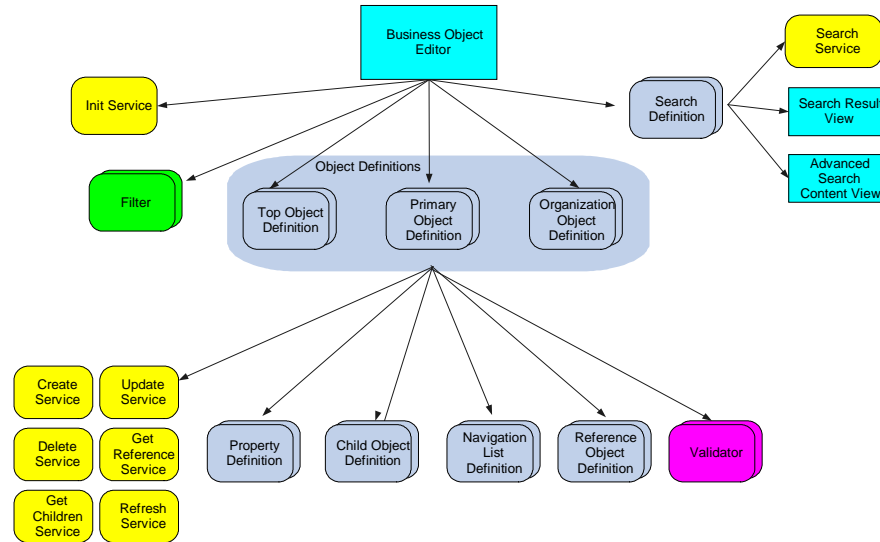 Business Object
Editor
Search
Service
Init Service
Search
Definition
Search Result
View
Advanced
Search
Content View
Object Definitions
Filter
Top Object
Definition
Primary
Object
Definition
Organization
Object
Definition
Create
Service
Update
Service
Delete
Service
Get
Reference
Service
Get
Children
Service
Refresh
Service
Property
Definition
Child Object
Definition
Navigation
List
Definition
Reference
Object
Definition
Validator